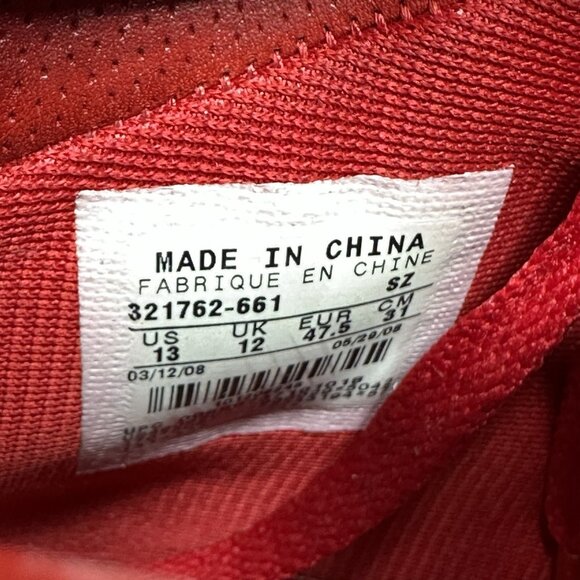 MADE IN CHINA
FABRIQUE EN CHINE
321762-661 SZ
US UK EUR CM
13 12 47.5 31
03/12/08 05/29/08